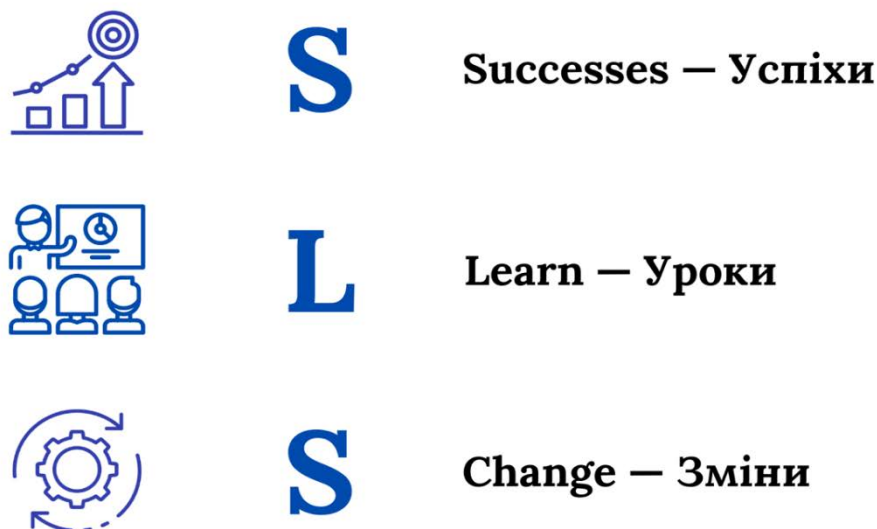 S Successes — Успіхи
L Learn — Уроки
S Change — Зміни